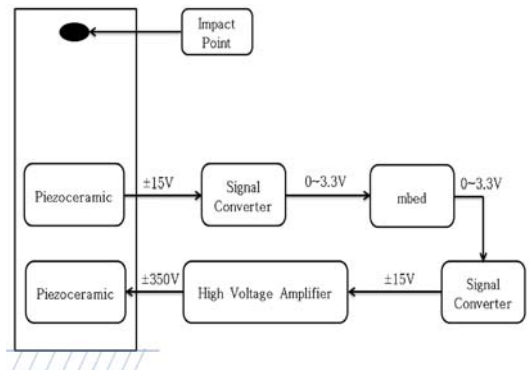 Impact
Point
Piezoceramic
±15V
Signal
Converter
0~3.3V
mbed
0~3.3V
Piezoceramic
±350V
High Voltage Amplifier
±15V
Signal
Converter